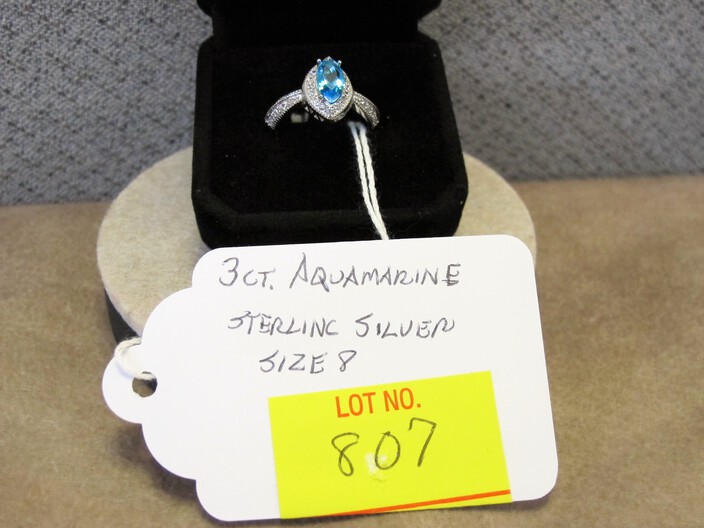 3CT. AQUAMARINE
STERLING SILVER
SIZE 8
LOT NO.
807